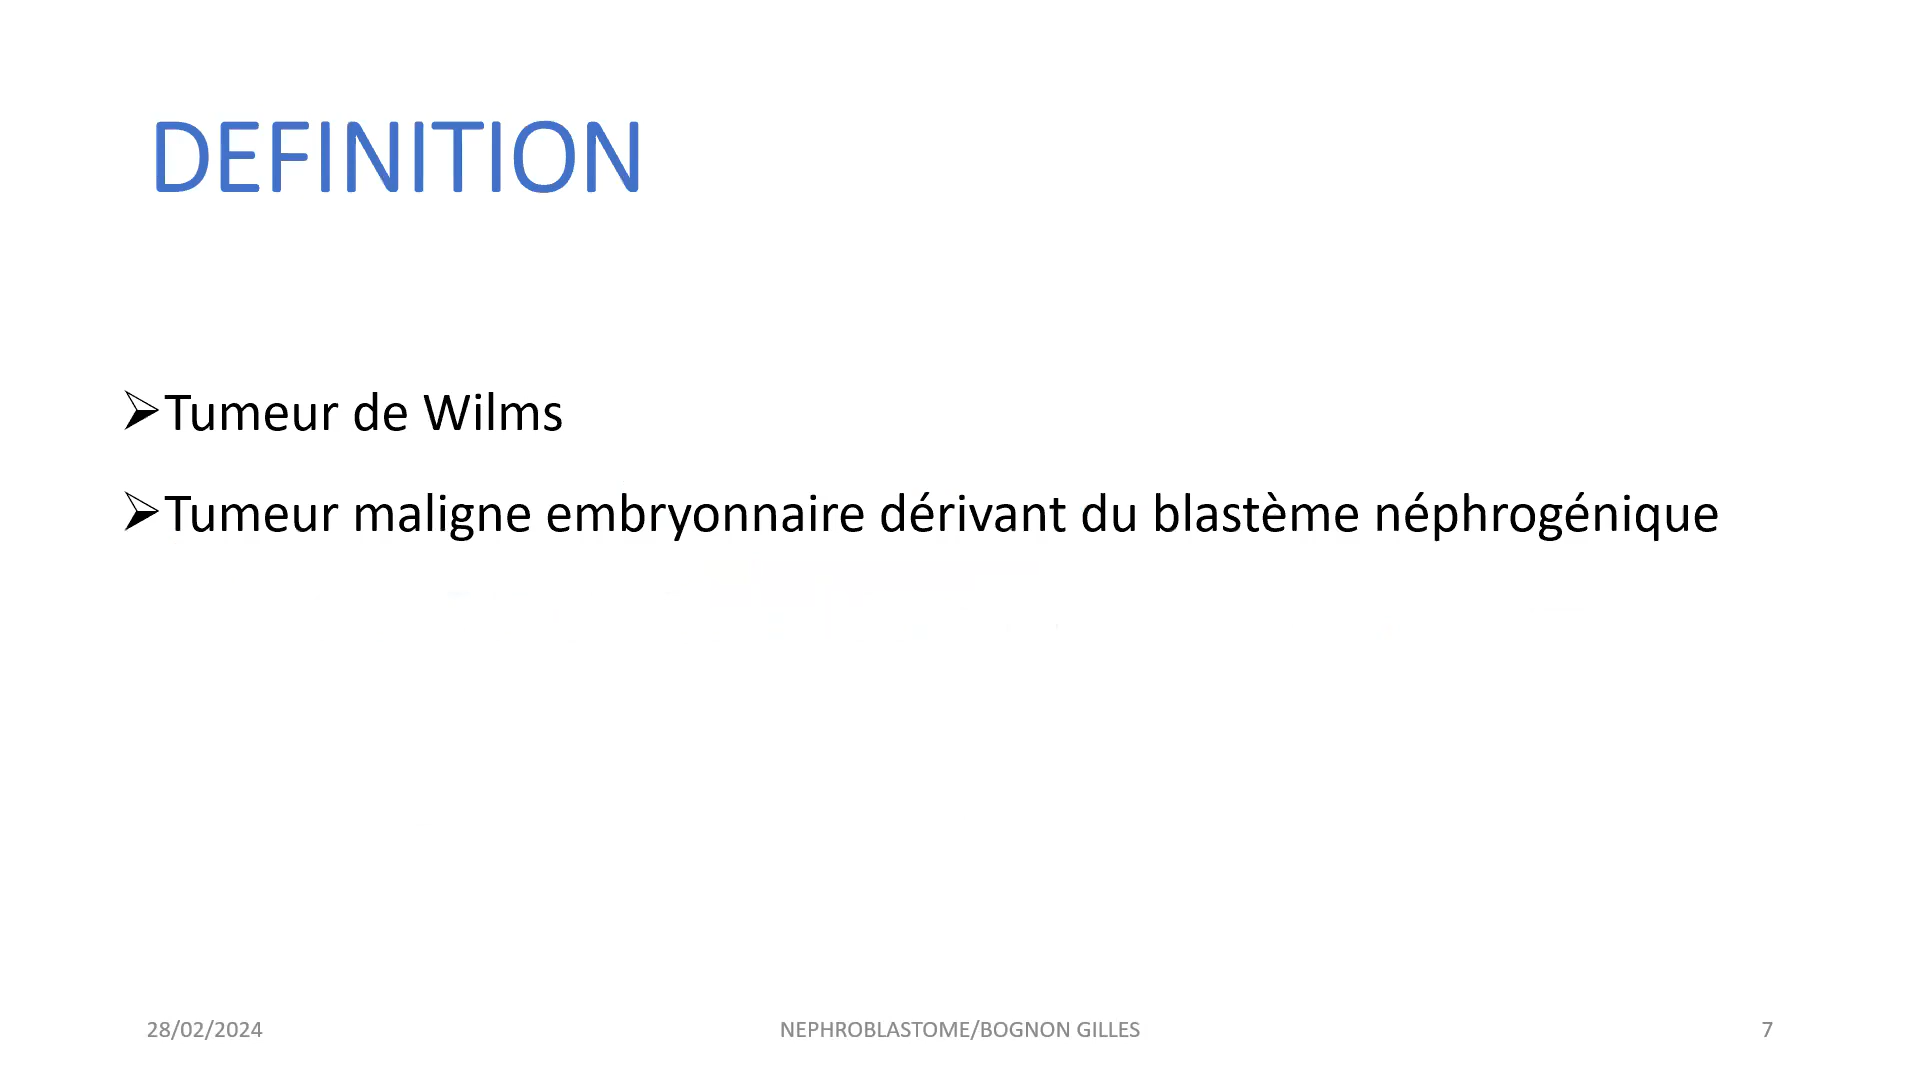 DEFINITION
➢Tumeur de Wilms
➢Tumeur maligne embryonnaire dérivant du blastème néphrogénique
28/02/2024
NEPHROBLASTOME/BOGNON GILLES
7